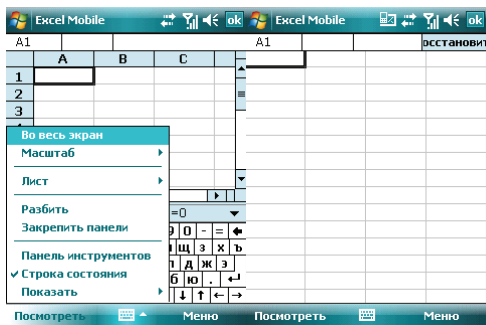 Excel Mobile
ok
A1
A B C
1
2
3
Во весь экран
Масштаб
Лист
Разбить
Закрепить панели
Панель инструментов
Строка состояния
Показать
=0
9 0 - =
щ з х ъ
д ж э
б ю .
Посмотреть
Меню
Excel Mobile
ok
A1
осстановит
Посмотреть
Меню